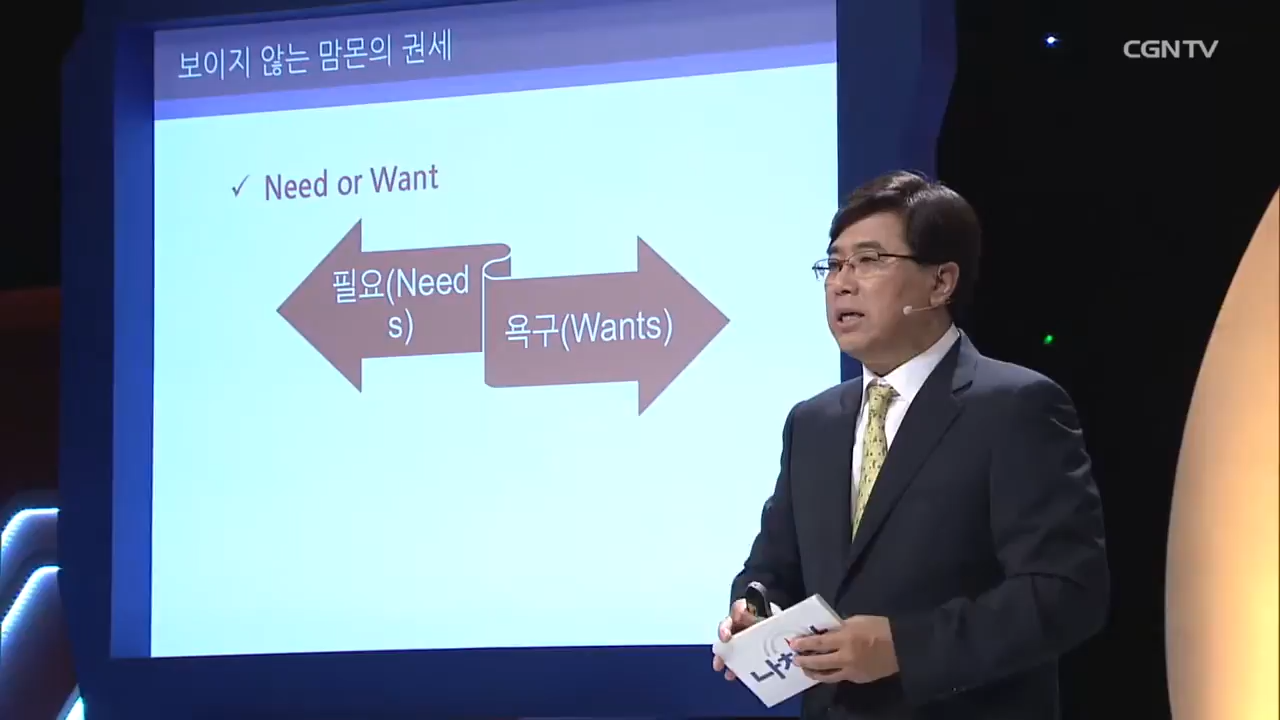 CGNTV
보이지 않는 맘몬의 권세
✓ Need or Want
필요(Need
s)
욕구(Wants)